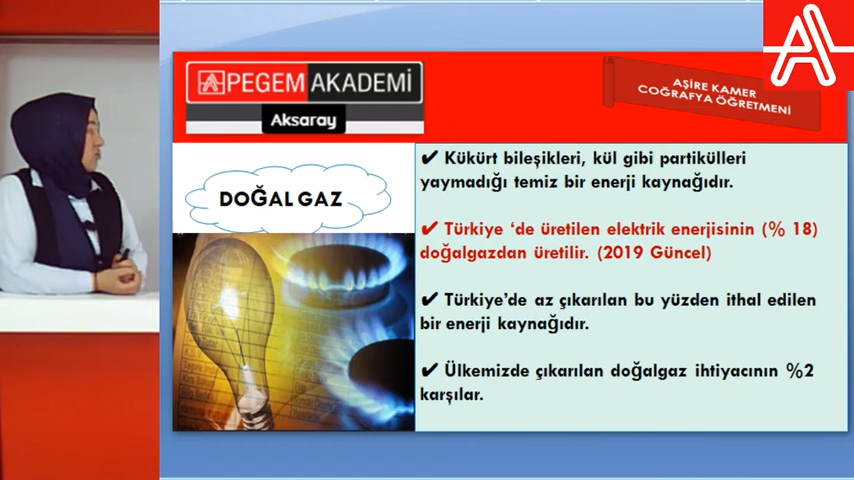 PEGEM AKADEMİ
Aksaray
AŞİRE KAMER
COĞRAFYA ÖĞRETMENİ
DOĞALGAZ
✔ Kükürt bileşikleri, kül gibi partikülleri
yaymadığı temiz bir enerji kaynağıdır.
✔ Türkiye ‘de üretilen elektrik enerjisinin (% 18)
doğalgazdan üretilir. (2019 Güncel)
✔ Türkiye’de az çıkarılan bu yüzden ithal edilen
bir enerji kaynağıdır.
✔ Ülkemizde çıkarılan doğalgaz ihtiyacının %2
karşılar.